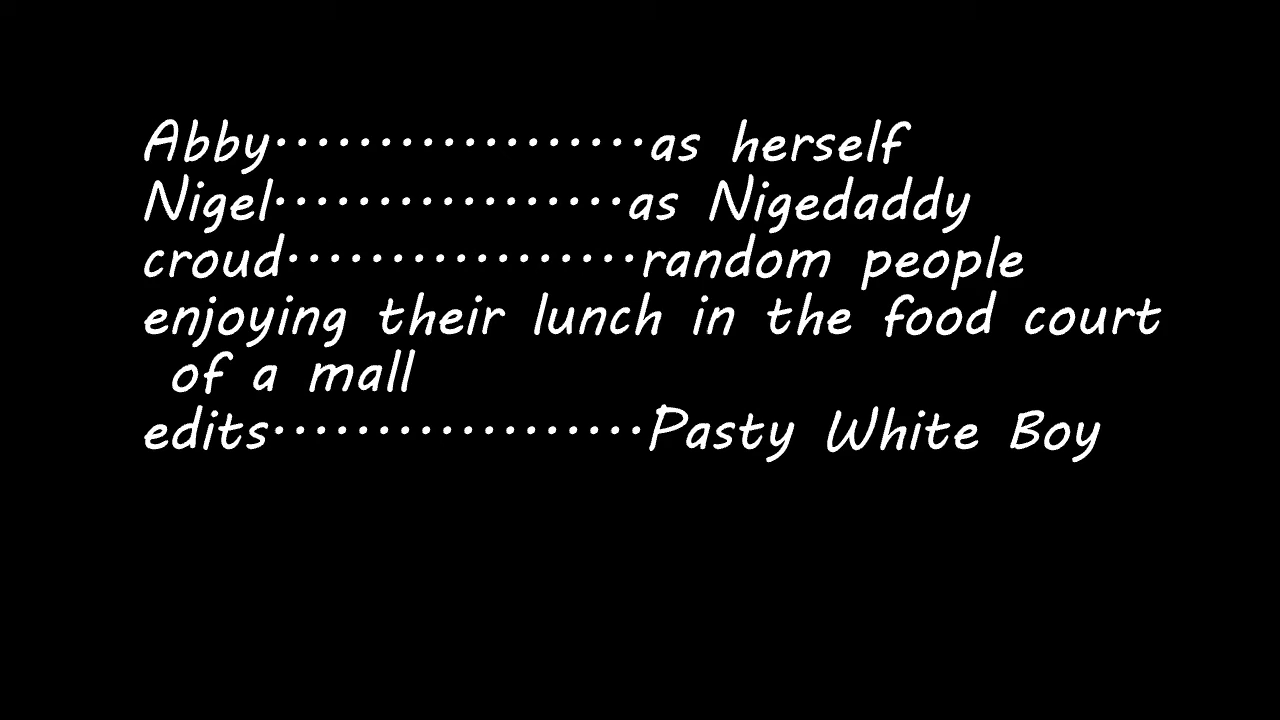 Abby··················as herself
Nigel·················as Nigedaddy
croud·················random people
enjoying their lunch in the food court
of a mall
edits··················Pasty White Boy